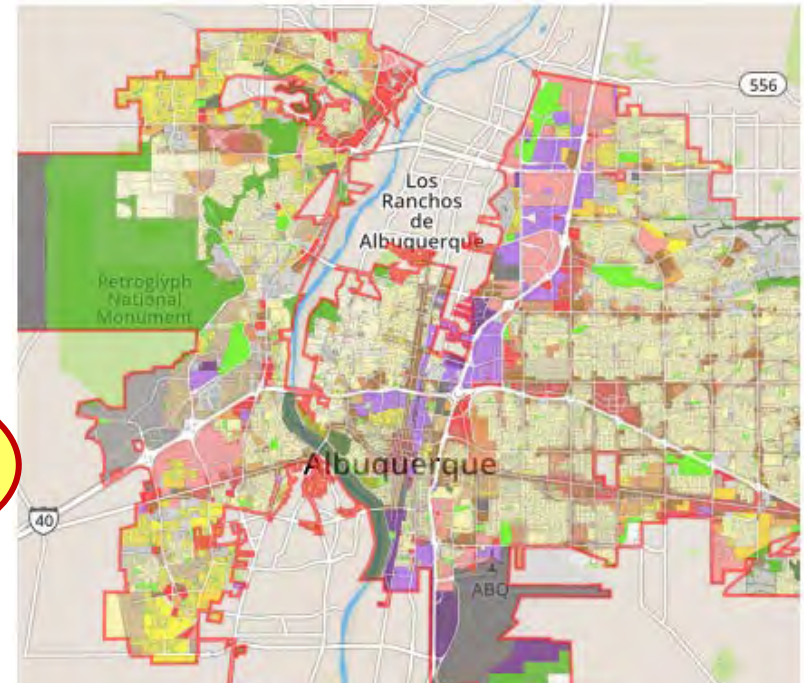 556
Los
Ranchos
de
Albuquerque
Petroglyph
National
Monument
Albuquerque
40
ABQ